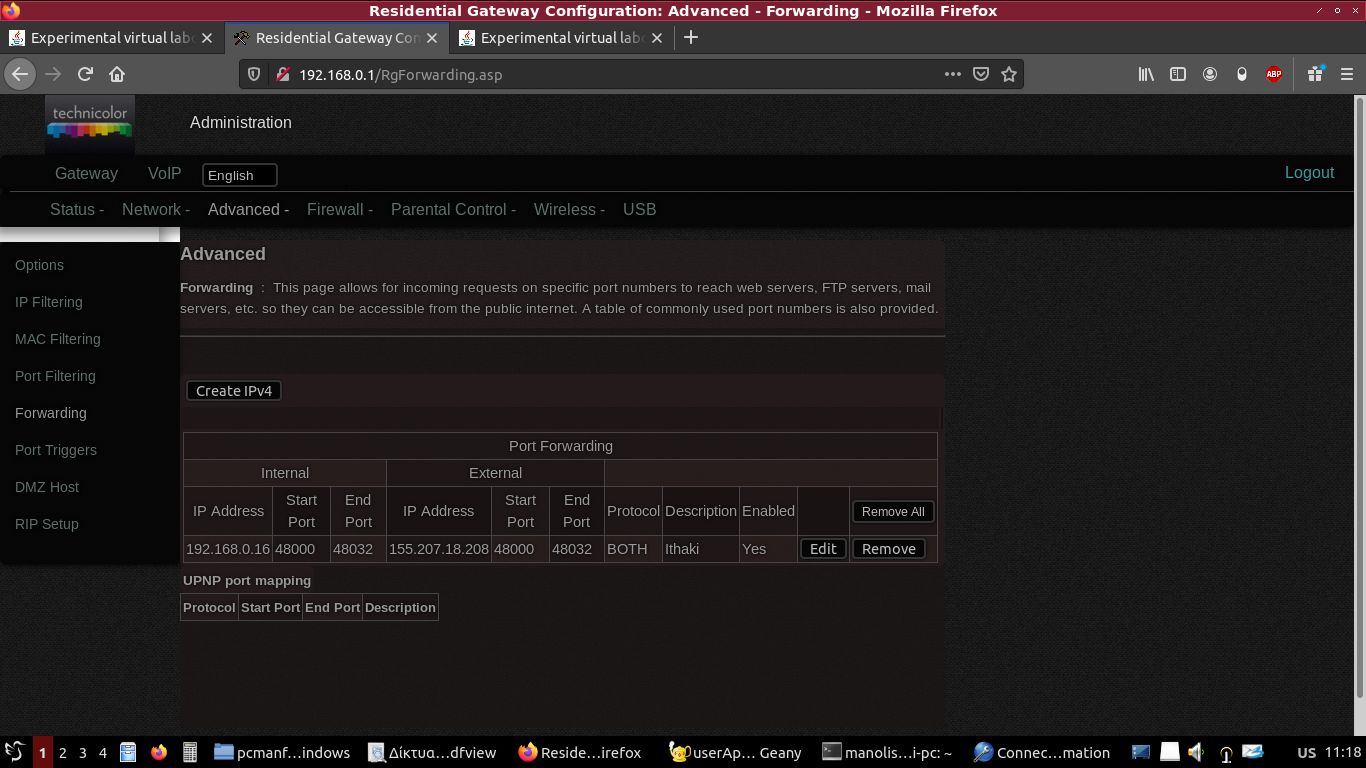 Residential Gateway Configuration: Advanced - Forwarding - Mozilla Firefox
Experimental virtual lab
Residential Gateway Con
Experimental virtual lab
192.168.0.1/RgForwarding.asp
ABP
technicolor
Administration
Gateway VoIP English Logout
Status - Network - Advanced - Firewall - Parental Control - Wireless - USB
Options
IP Filtering
MAC Filtering
Port Filtering
Forwarding
Port Triggers
DMZ Host
RIP Setup
Advanced
Forwarding : This page allows for incoming requests on specific port numbers to reach web servers, FTP servers, mail
servers, etc. so they can be accessible from the public internet. A table of commonly used port numbers is also provided.
Create IPv4
Port Forwarding
Internal External
IP Address Start Port End Port IP Address Start Port End Port Protocol Description Enabled Remove All
192.168.0.16 48000 48032 155.207.18.208 48000 48032 BOTH Ithaki Yes Edit Remove
UPNP port mapping
Protocol Start Port End Port Description
1 2 3 4 pcmanf...indows Δίκτυα...dfview Reside...irefox userAp... Geany manolis...i-pc: ~ Connec...mation US 11:18